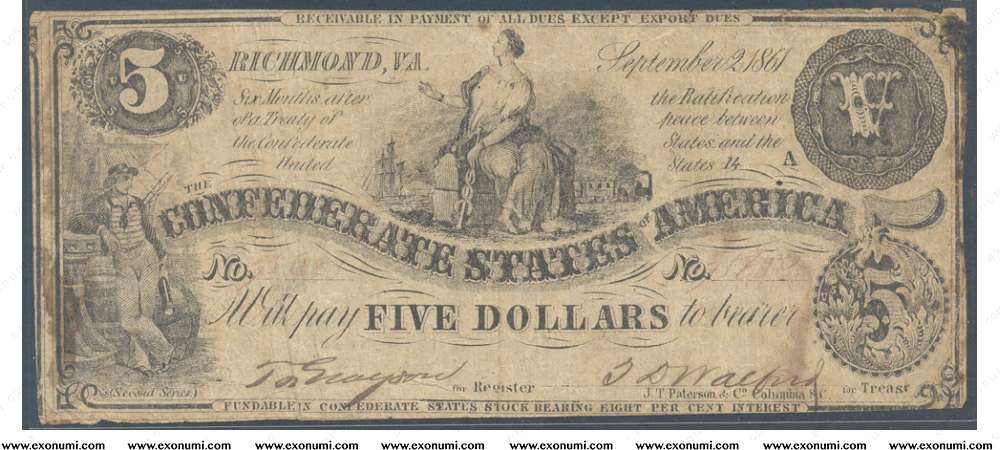 RECEIVABLE IN PAYMENT OF ALL DUES EXCEPT EXPORT DUES
5
RICHMOND, VA.
September 2, 1861
F
Six Months after the Ratification
of a Treaty of peace between
the Confederate States and the
United States 14 A
THE CONFEDERATE STATES OF AMERICA
No. No.
Will pay FIVE DOLLARS to bearer
5
for Register
for Treasr
(Second Series)
J.T. Paterson & Co. Columbia S.C.
FUNDABLE IN CONFEDERATE STATES STOCK BEARING EIGHT PER CENT INTEREST
www.exonumi.com www.exonumi.com www.exonumi.com www.exonumi.com www.exonumi.com www.exonumi.com www.exonumi.com www.exonumi.com